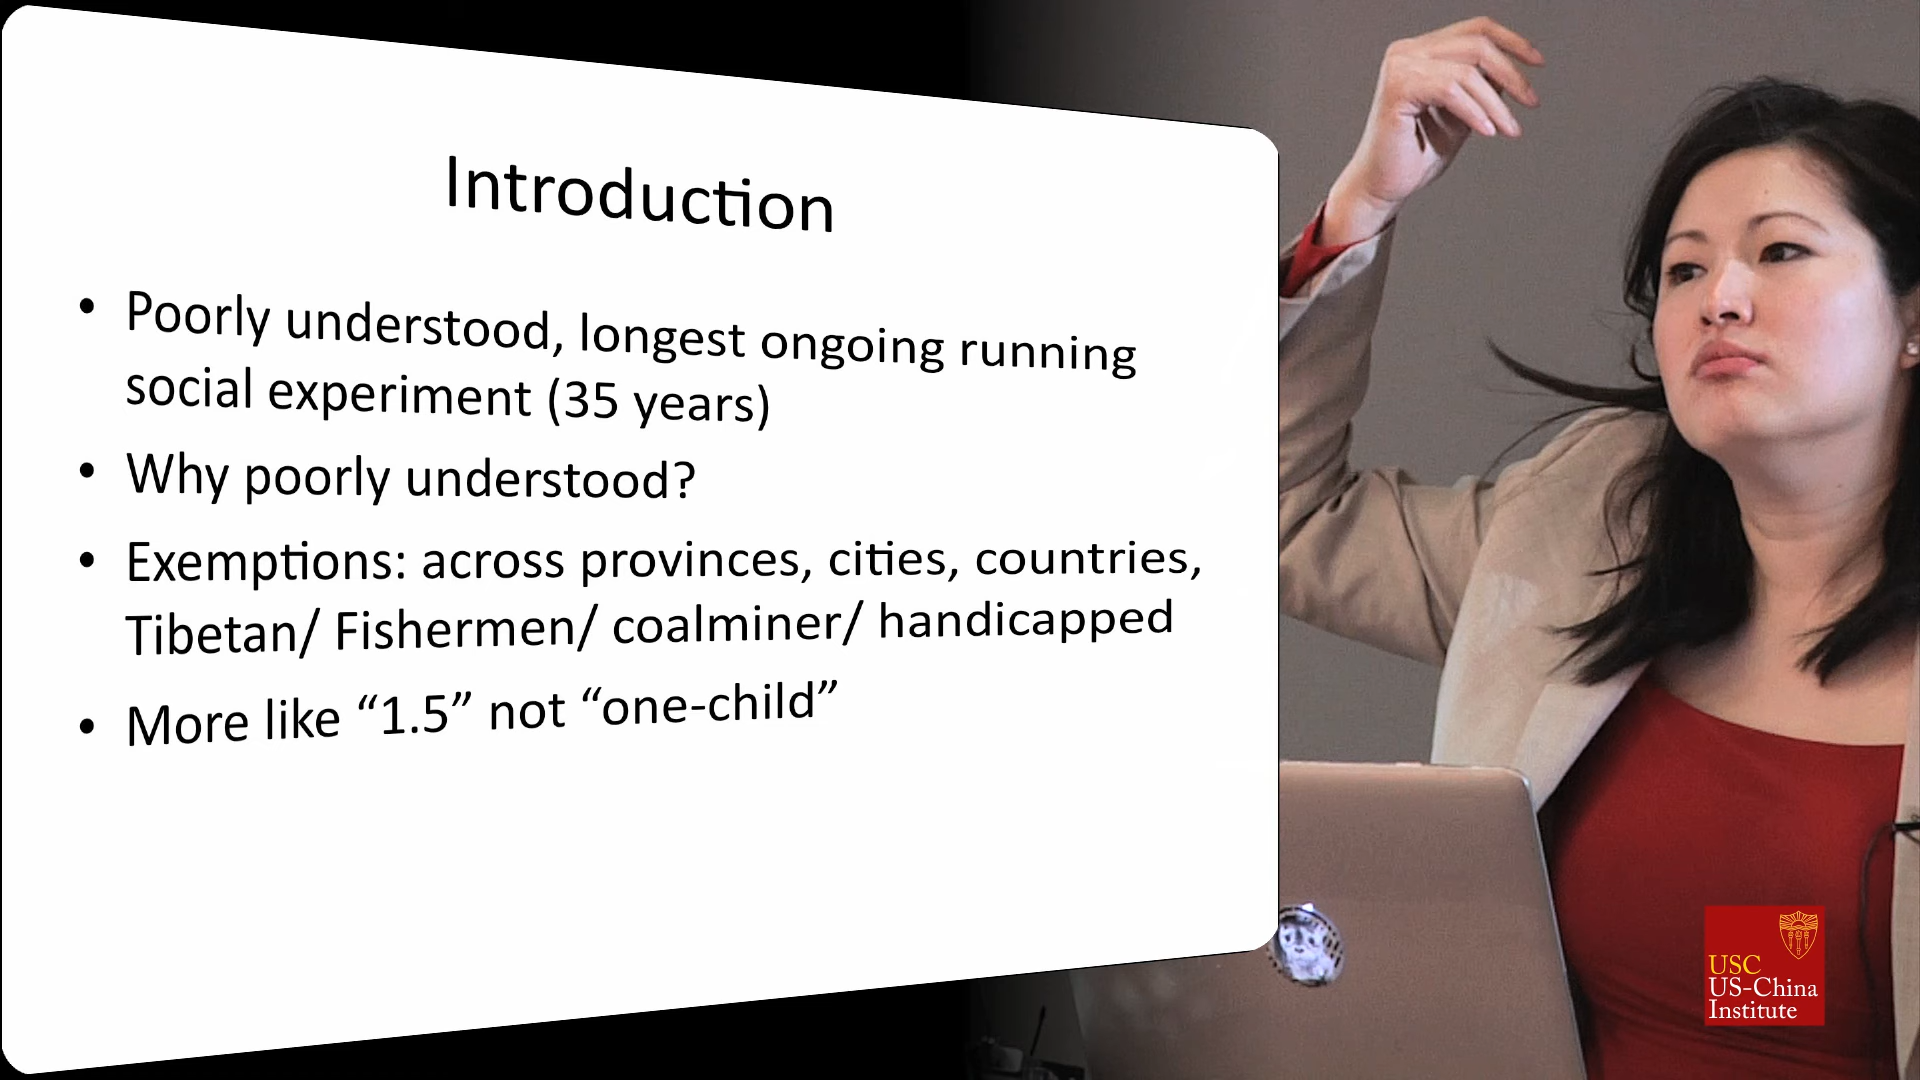 Introduction
• Poorly understood, longest ongoing running
social experiment (35 years)
• Why poorly understood?
• Exemptions: across provinces, cities, countries,
Tibetan/ Fishermen/ coalminer/ handicapped
• More like “1.5” not “one-child”
USC
US-China
Institute